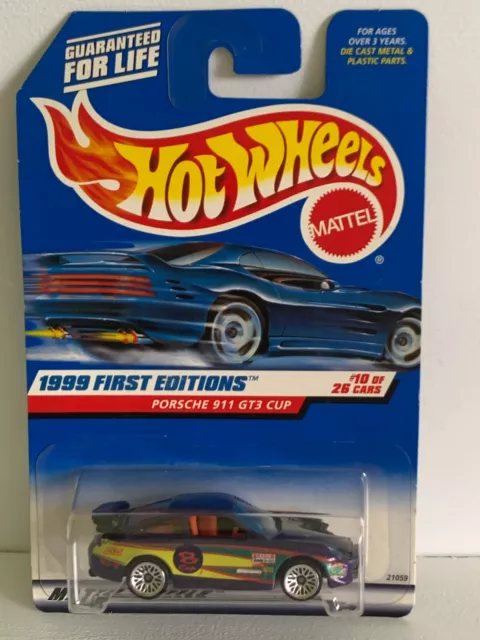 GUARANTEED
FOR LIFE
FOR AGES
OVER 3 YEARS.
DIE CAST METAL &
PLASTIC PARTS.
HOT WHEELS
MATTEL
®
1999 FIRST EDITIONS™
#10 OF
26 CARS
PORSCHE 911 GT3 CUP
21059